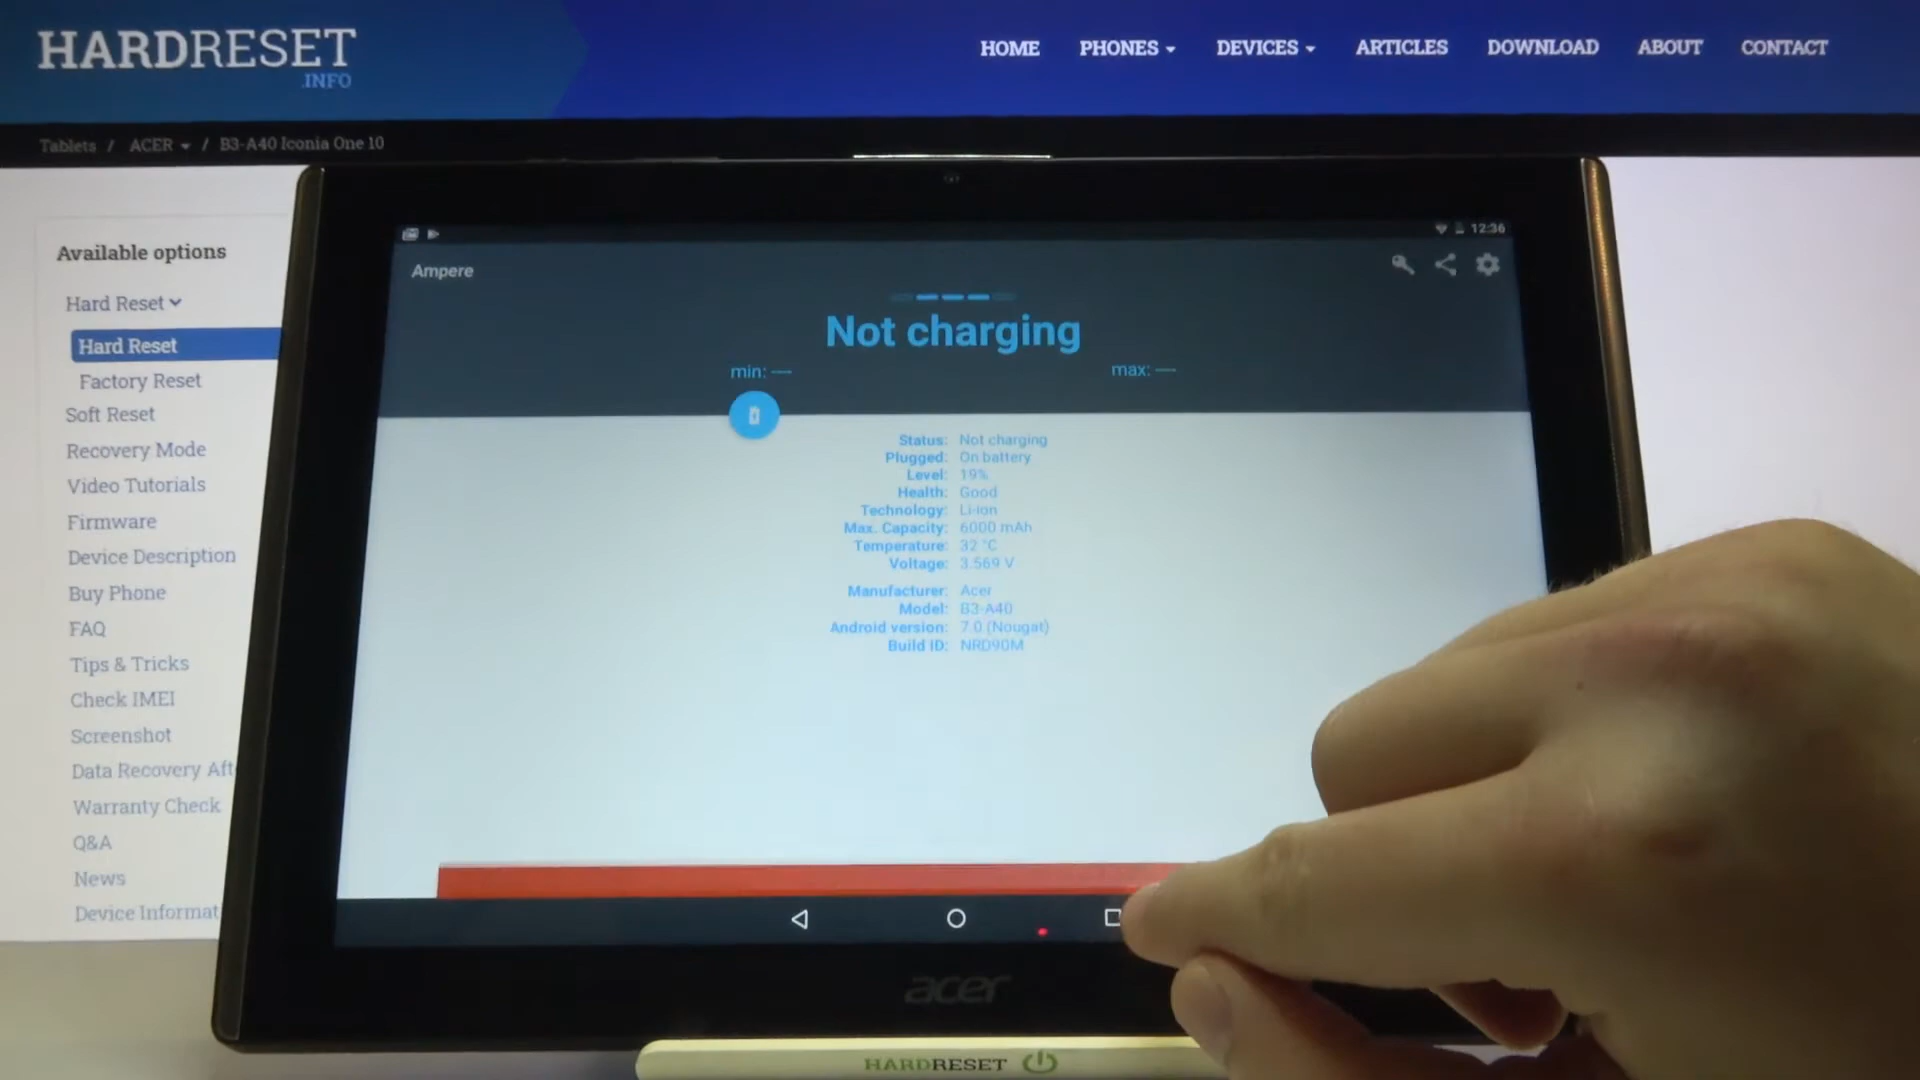 HARDRESET
.INFO
HOME PHONES DEVICES ARTICLES DOWNLOAD ABOUT CONTACT
Tablets / ACER / B3-A40 Iconia One 10
Available options
Hard Reset
Hard Reset
Factory Reset
Soft Reset
Recovery Mode
Video Tutorials
Firmware
Device Description
Buy Phone
FAQ
Tips & Tricks
Check IMEI
Screenshot
Data Recovery Aft
Warranty Check
Q&A
News
Device Informat
12:36
Ampere
Not charging
min: —
max: —
Status: Not charging
Plugged: On battery
Level: 19%
Health: Good
Technology: Li-ion
Max. Capacity: 6000 mAh
Temperature: 32 °C
Voltage: 3.569 V
Manufacturer: Acer
Model: B3-A40
Android version: 7.0 (Nougat)
Build ID: NRD90M
acer
HARDRESET